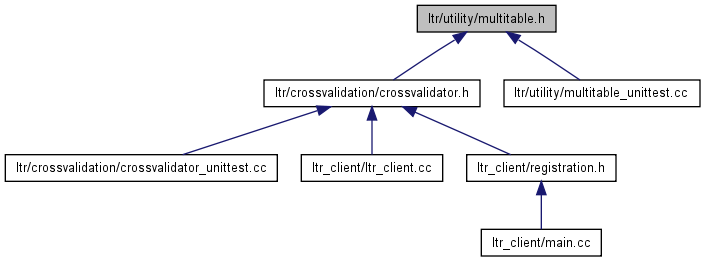 ltr/utility/multitable.h
ltr/crossvalidation/crossvalidator.h
ltr/utility/multitable_unittest.cc
ltr/crossvalidation/crossvalidator_unittest.cc
ltr_client/ltr_client.cc
ltr_client/registration.h
ltr_client/main.cc